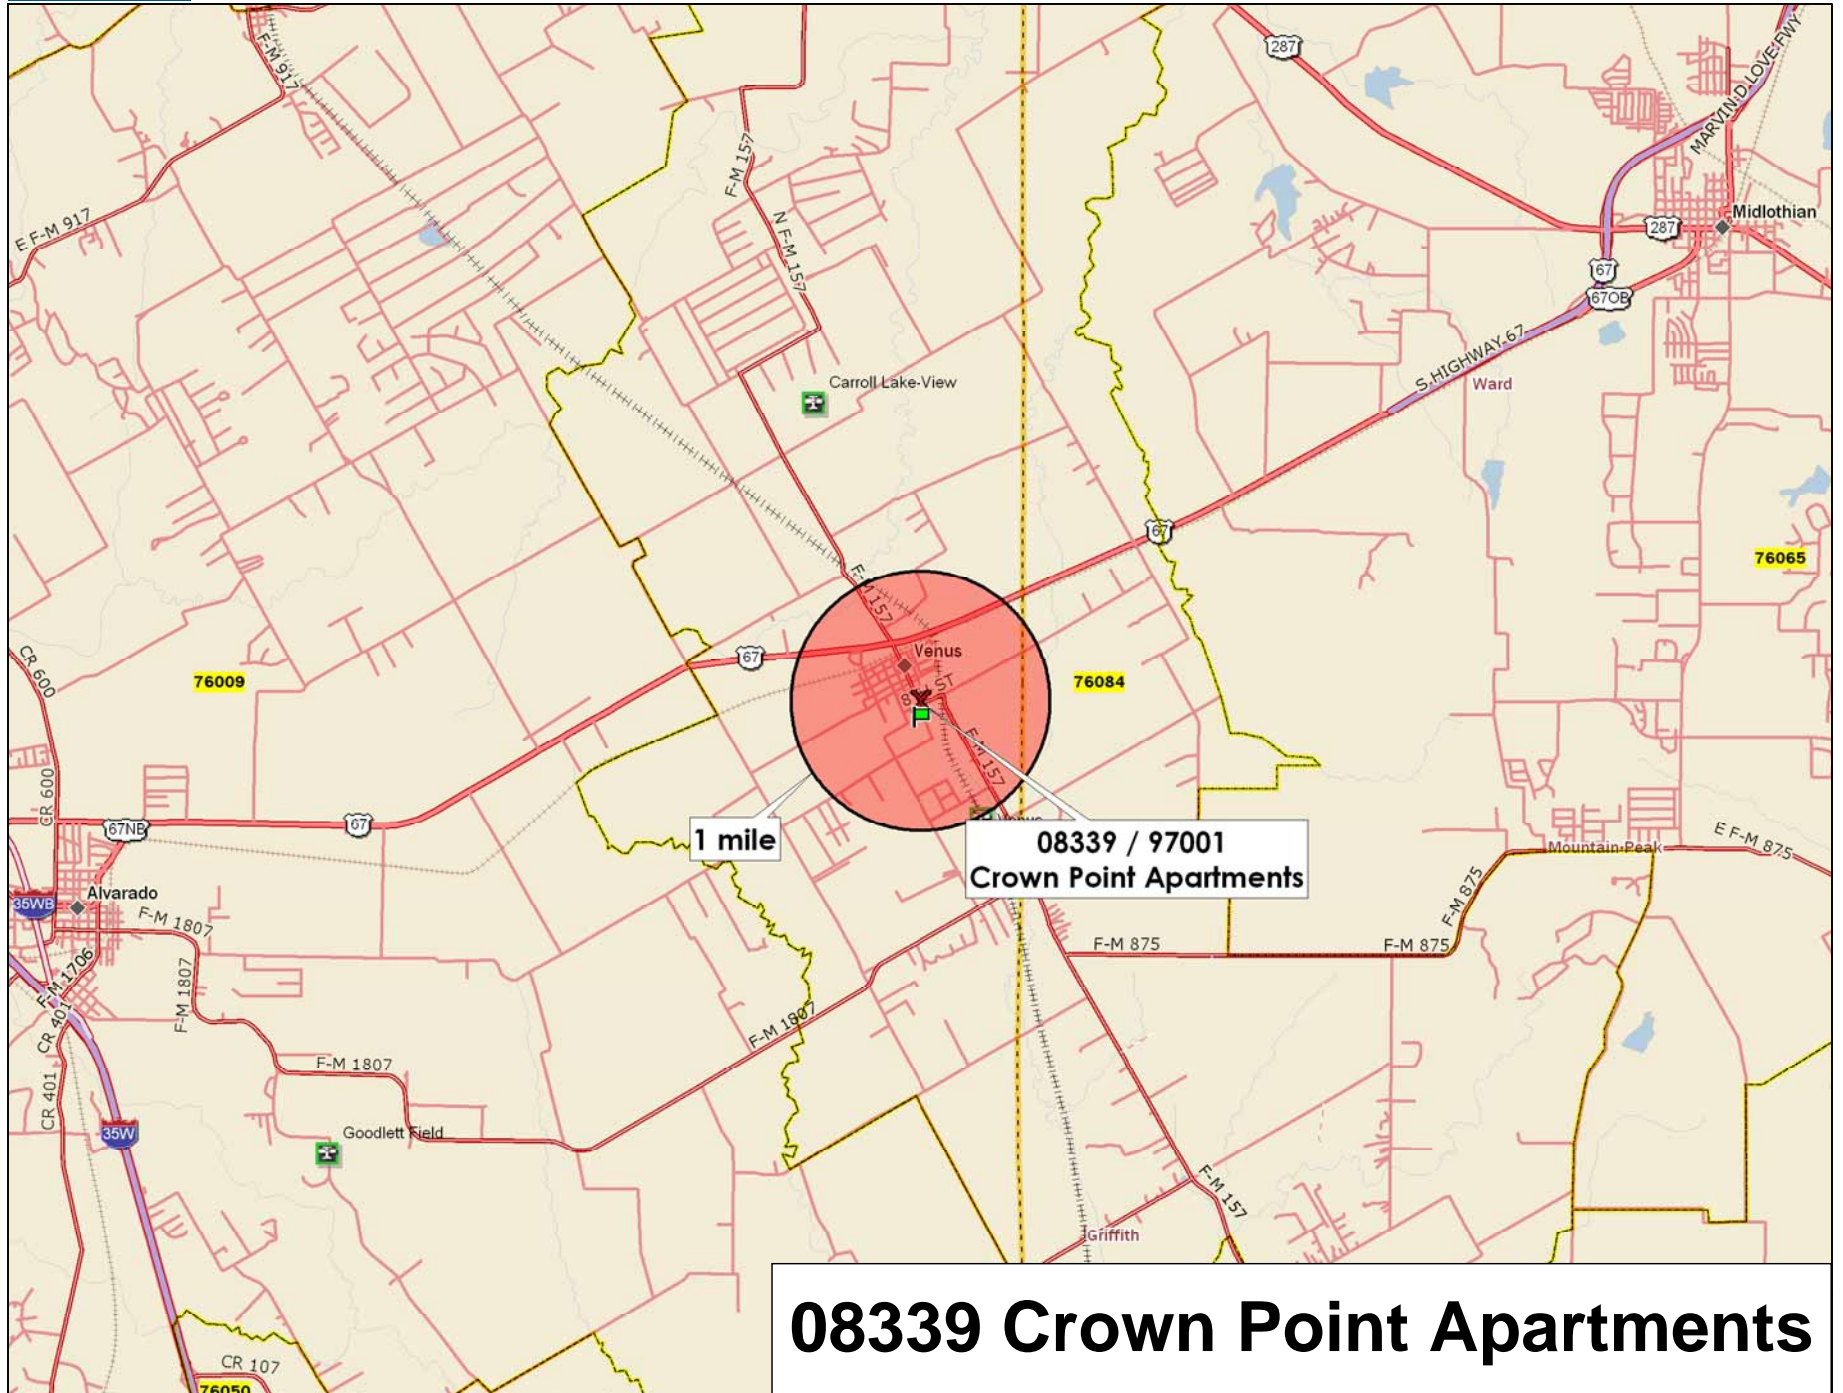 F-M 917
287
MARVIN D LOVE FWY
F-M 157
E F-M 917
N F-M 157
Midlothian
287
67
67OB
S HIGHWAY 67
Ward
Carroll Lake-View
67
76065
F-M 157
CR 600
76009
67
Venus
76084
ST
F-M 157
CR 600
67NB
67
1 mile
08339 / 97001
Crown Point Apartments
Mountain Peak
E F-M 875
Alvarado
35WB
F-M 1807
F-M 875
F-M 875
F-M 875
F-M 1706
F-M 1807
CR 401
F-M 1807
F-M 1807
CR 401
35W
Goodlett Field
F-M 157
Griffith
08339 Crown Point Apartments
CR 107
76050